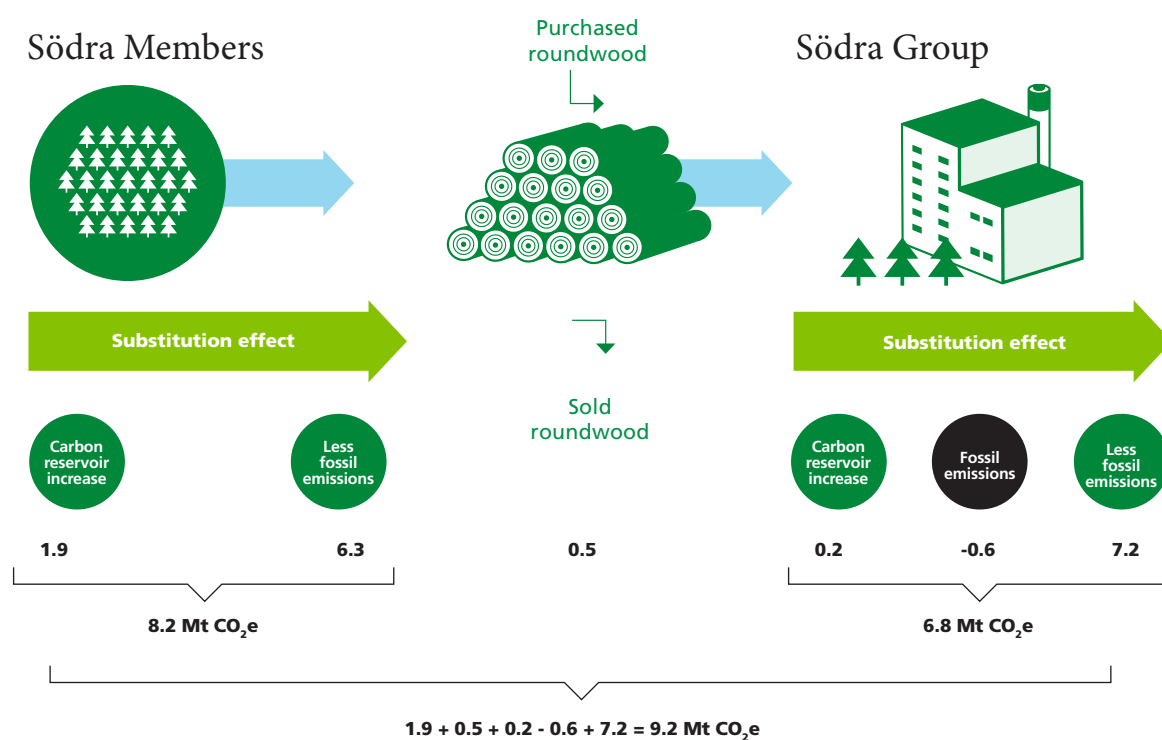 Södra Members
Purchased
roundwood
Södra Group
Substitution effect
Substitution effect
Sold
roundwood
Carbon
reservoir
increase
Less
fossil
emissions
Carbon
reservoir
increase
Fossil
emissions
Less
fossil
emissions
1.9
6.3
0.5
0.2
-0.6
7.2
8.2 Mt CO₂e
6.8 Mt CO₂e
1.9 + 0.5 + 0.2 - 0.6 + 7.2 = 9.2 Mt CO₂e